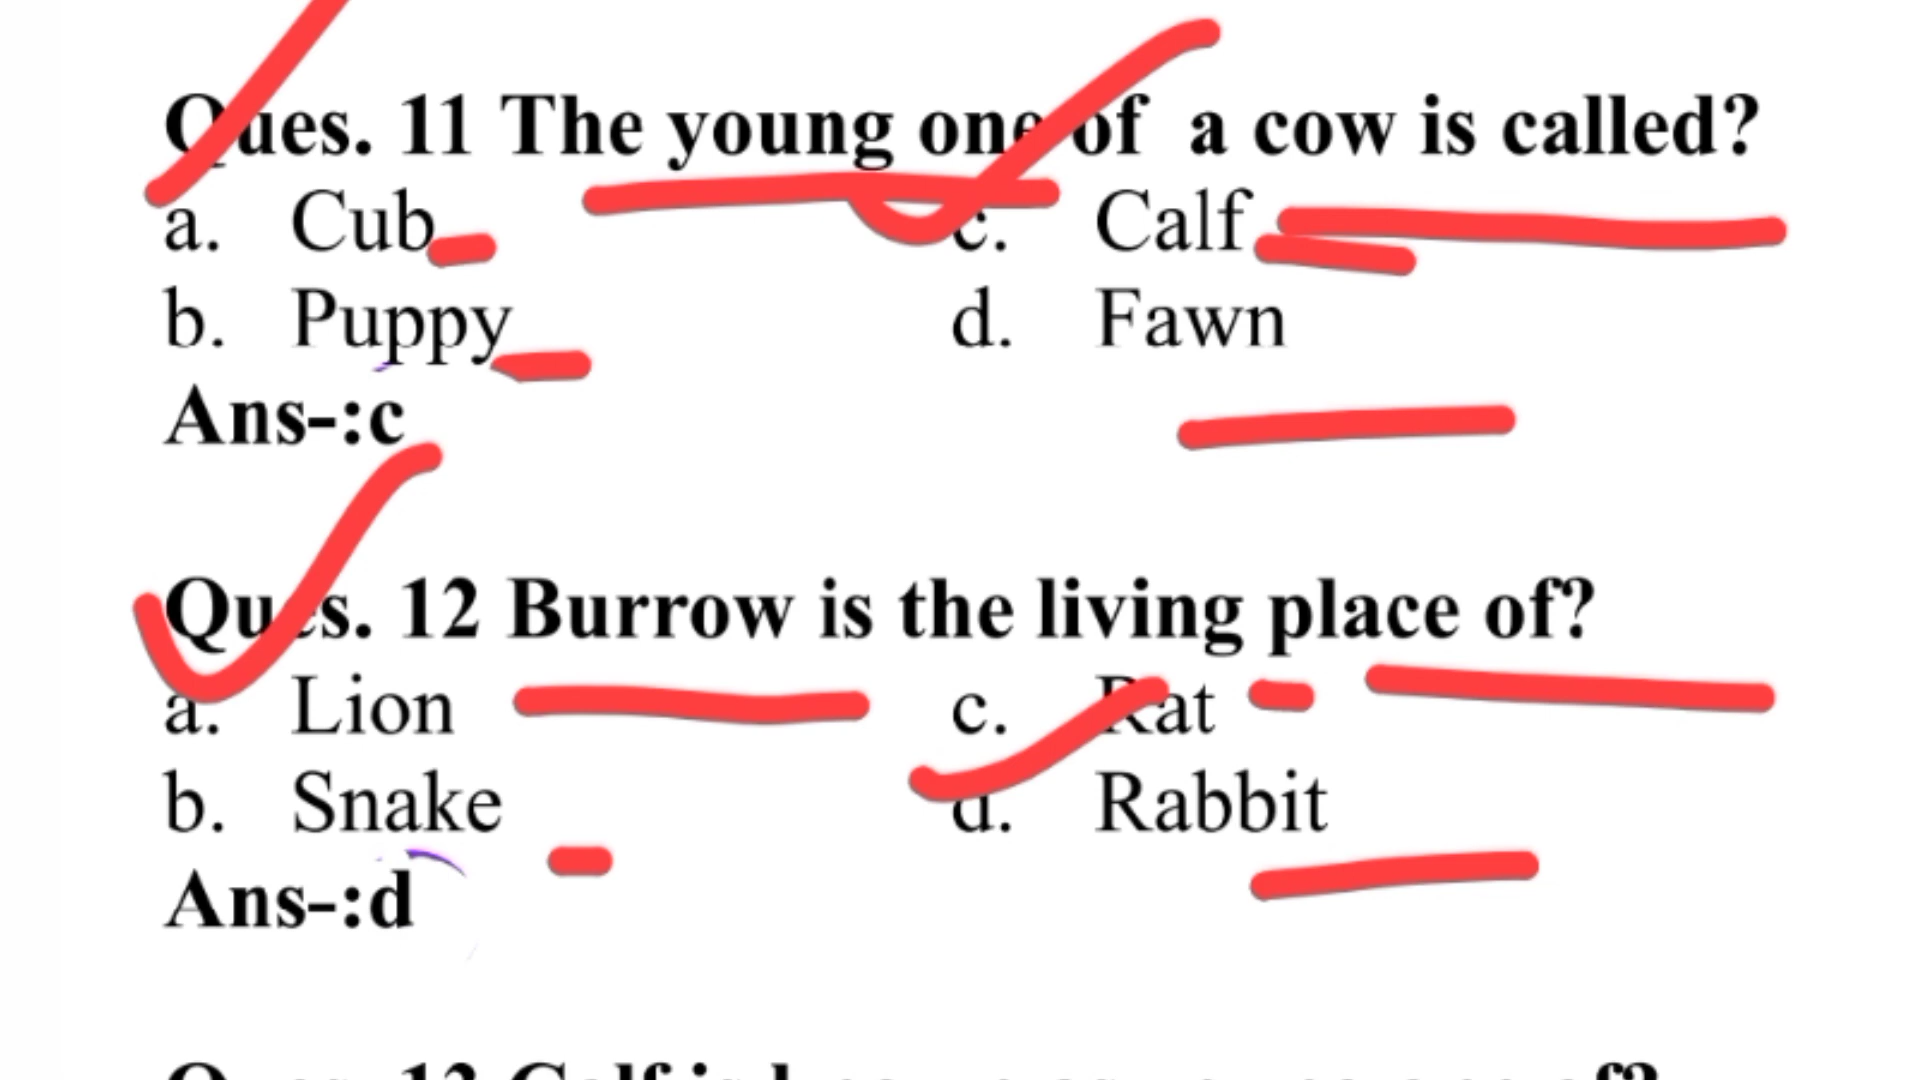 Ques. 11 The young one of a cow is called?
a. Cub c. Calf
b. Puppy d. Fawn
Ans-:c
Ques. 12 Burrow is the living place of?
a. Lion c. Rat
b. Snake d. Rabbit
Ans-:d